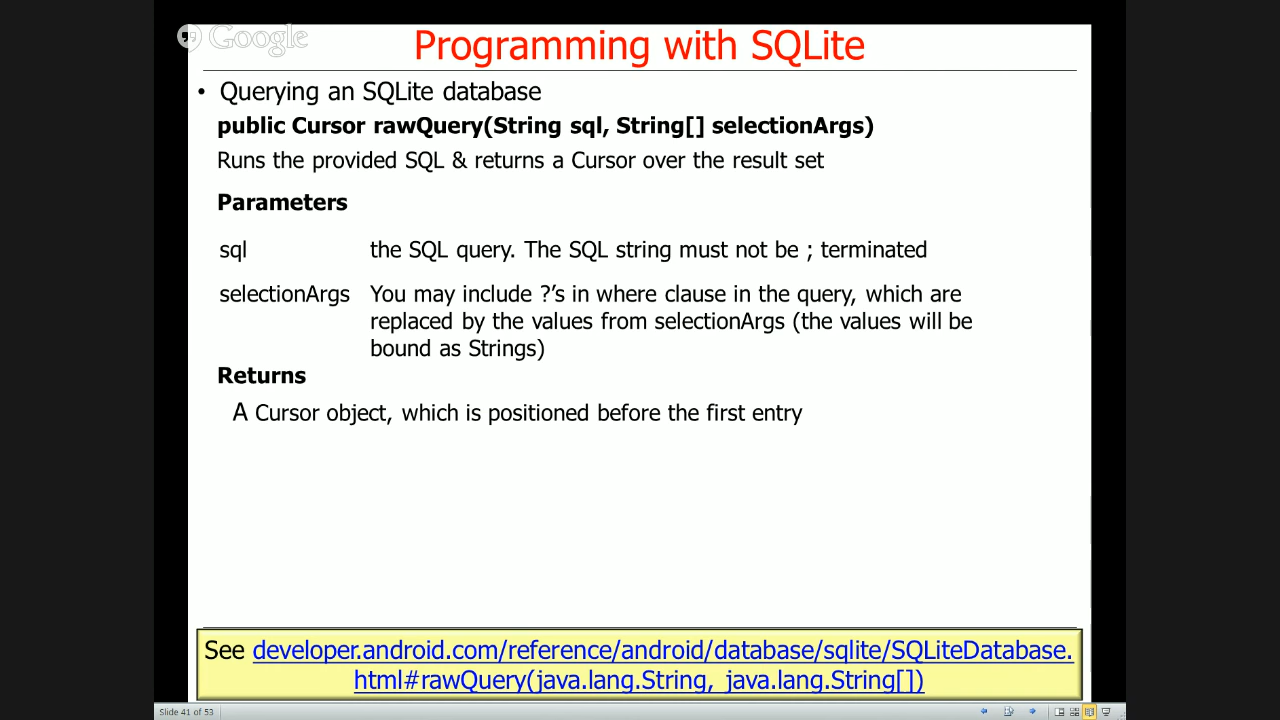 Google
Programming with SQLite
• Querying an SQLite database
public Cursor rawQuery(String sql, String[] selectionArgs)
Runs the provided SQL & returns a Cursor over the result set
Parameters
sql the SQL query. The SQL string must not be ; terminated
selectionArgs You may include ?’s in where clause in the query, which are
replaced by the values from selectionArgs (the values will be
bound as Strings)
Returns
A Cursor object, which is positioned before the first entry
See developer.android.com/reference/android/database/sqlite/SQLiteDatabase.
html#rawQuery(java.lang.String, java.lang.String[])
Slide 41 of 53